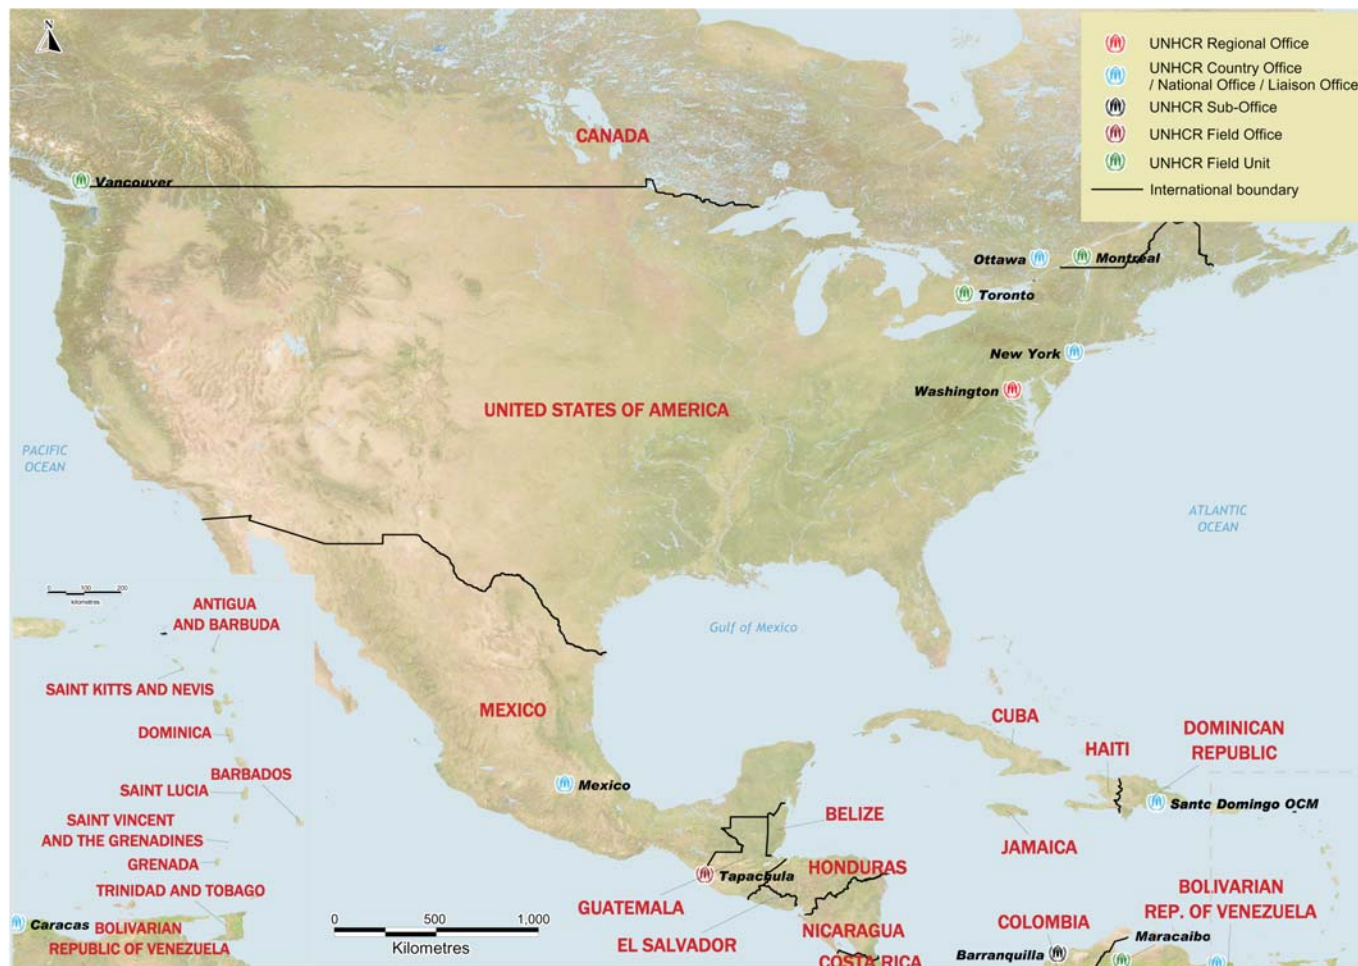 N
UNHCR Regional Office
UNHCR Country Office
/ National Office / Liaison Office
UNHCR Sub-Office
UNHCR Field Office
UNHCR Field Unit
International boundary
CANADA
Vancouver
Ottawa
Montreal
Toronto
New York
Washington
UNITED STATES OF AMERICA
PACIFIC
OCEAN
ATLANTIC
OCEAN
0 100 200
kilometres
ANTIGUA
AND BARBUDA
Gulf of Mexico
SAINT KITTS AND NEVIS
MEXICO
CUBA
DOMINICAN
REPUBLIC
DOMINICA
HAITI
BARBADOS
SAINT LUCIA
Mexico
Santo Domingo OCM
SAINT VINCENT
AND THE GRENADINES
BELIZE
JAMAICA
GRENADA
HONDURAS
Tapachula
TRINIDAD AND TOBAGO
GUATEMALA
BOLIVARIAN
REP. OF VENEZUELA
0 500 1,000
Kilometres
Caracas
BOLIVARIAN
REPUBLIC OF VENEZUELA
NICARAGUA
COLOMBIA
EL SALVADOR
Maracaibo
Barranquilla
COSTA RICA